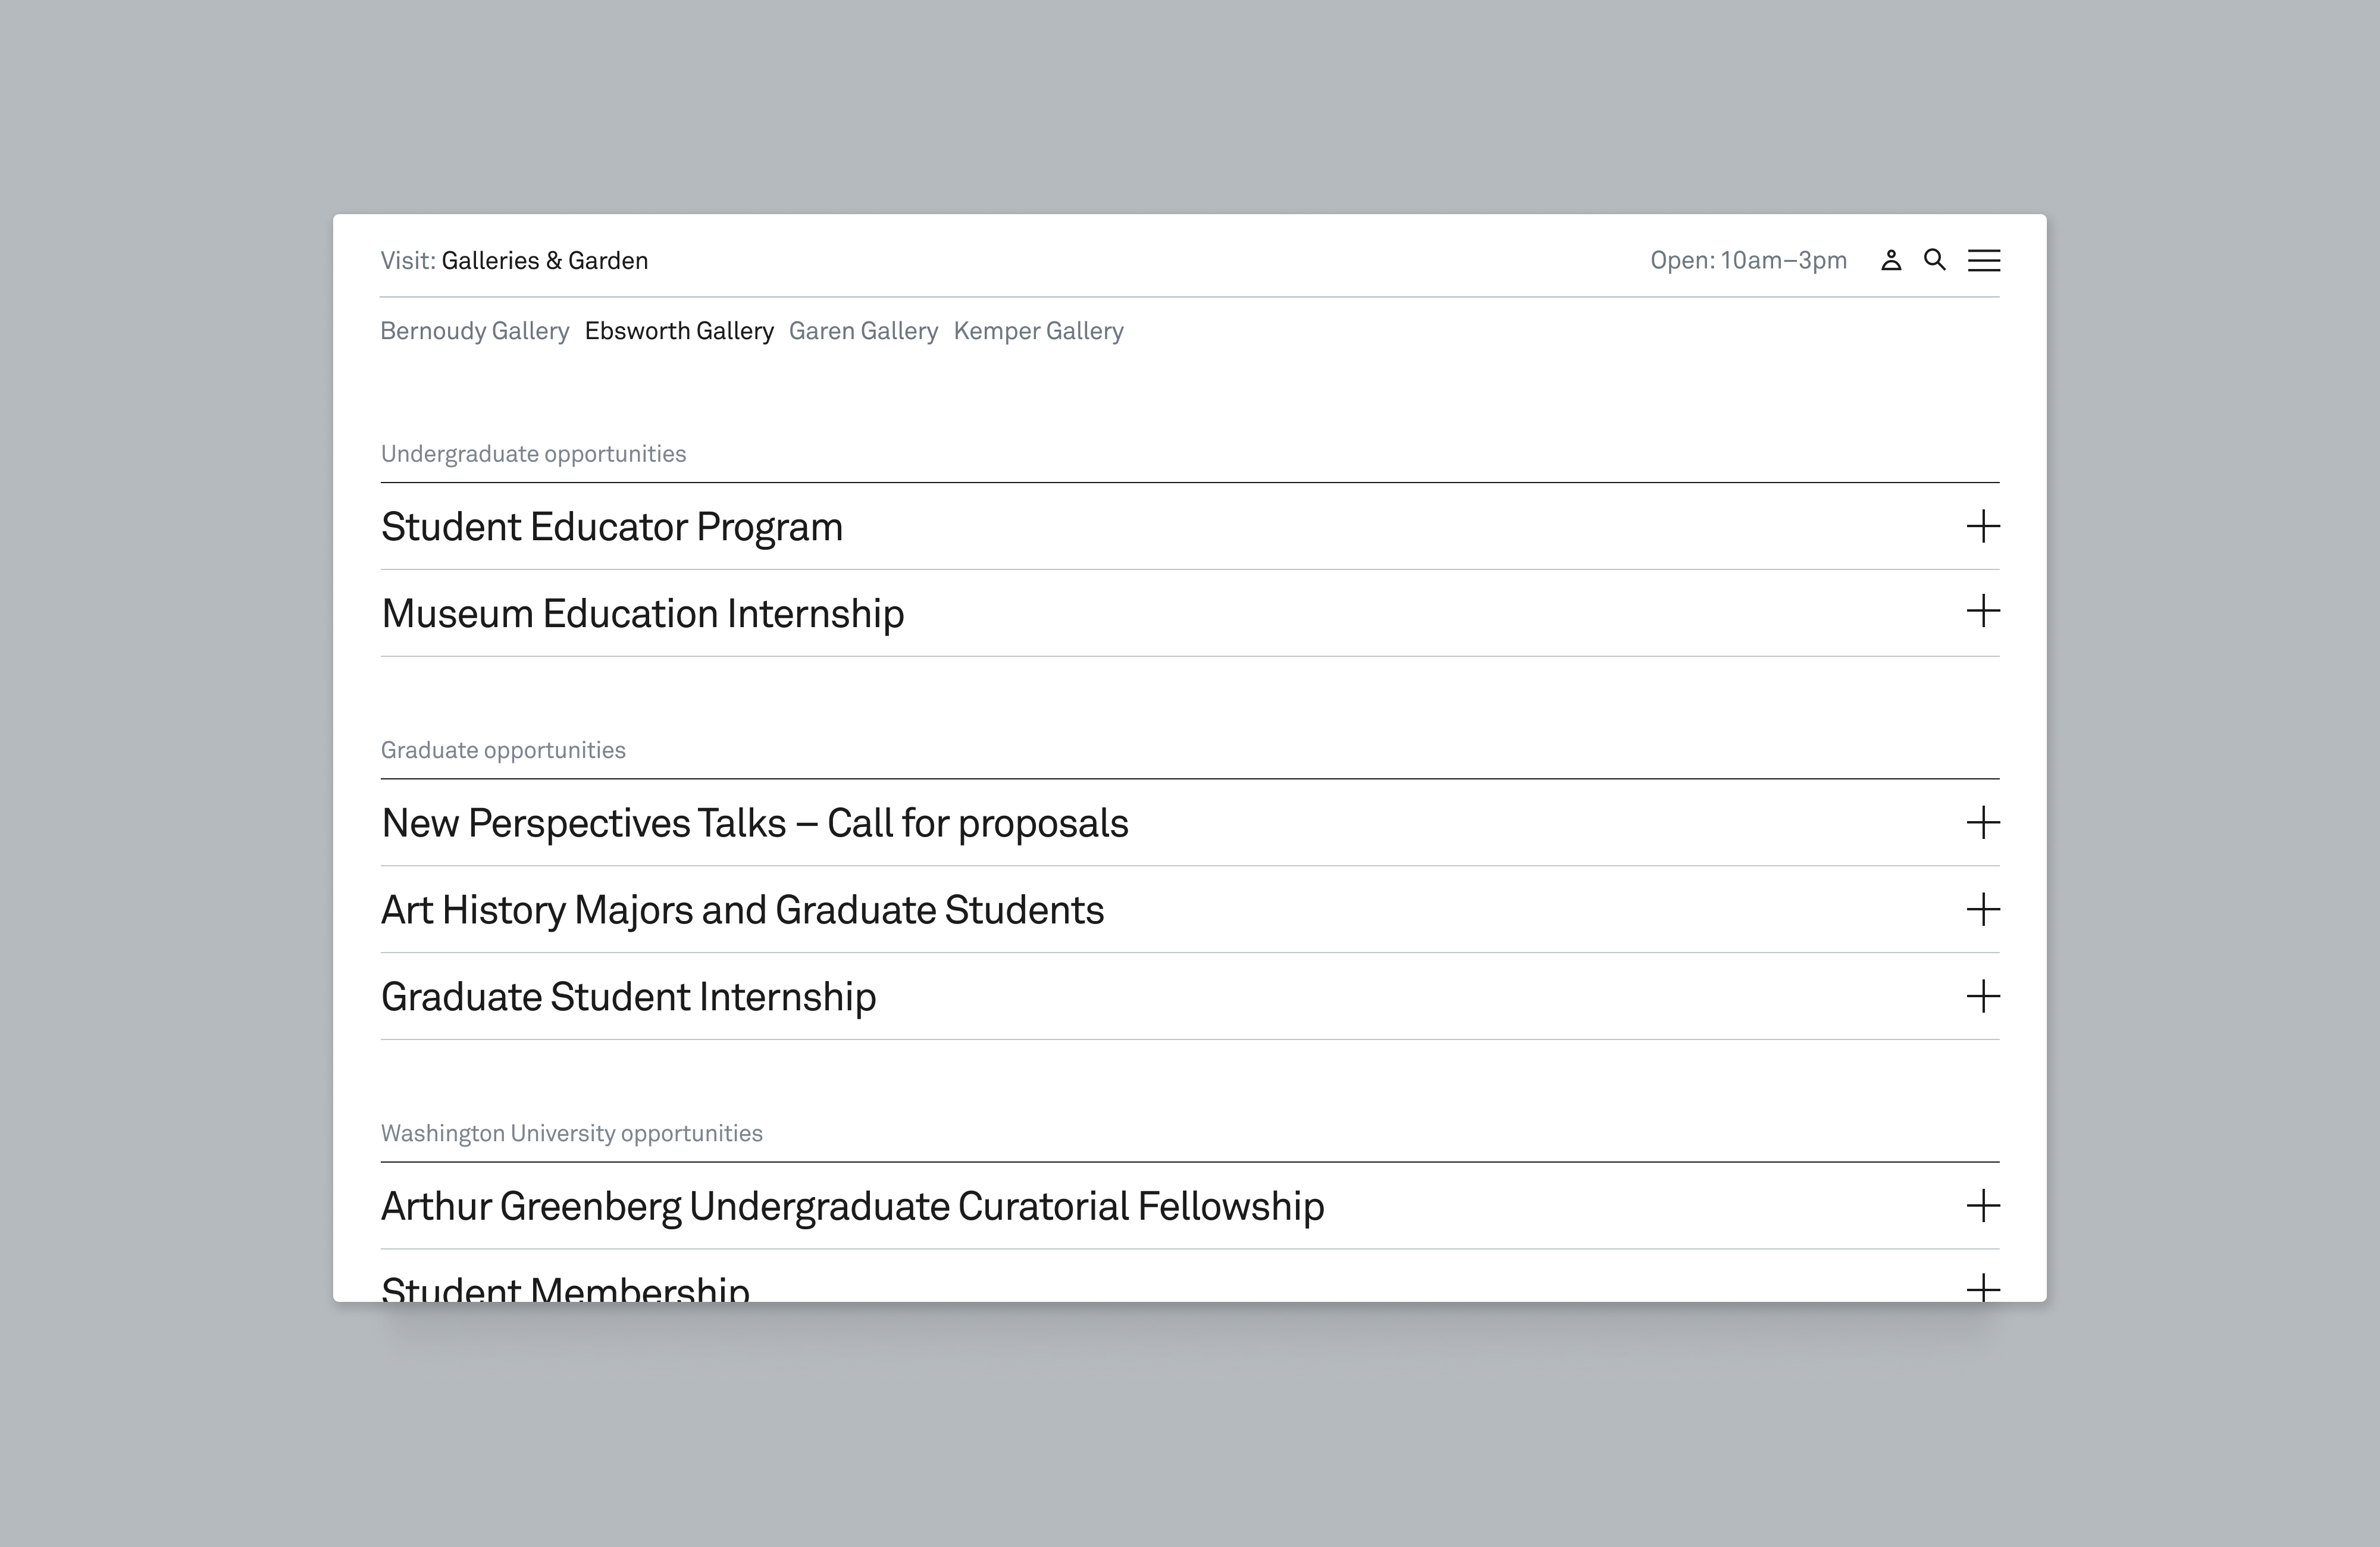 Visit: Galleries & Garden Open: 10am–3pm
Bernoudy Gallery Ebsworth Gallery Garen Gallery Kemper Gallery
Undergraduate opportunities
Student Educator Program
Museum Education Internship
Graduate opportunities
New Perspectives Talks – Call for proposals
Art History Majors and Graduate Students
Graduate Student Internship
Washington University opportunities
Arthur Greenberg Undergraduate Curatorial Fellowship
Student Membership